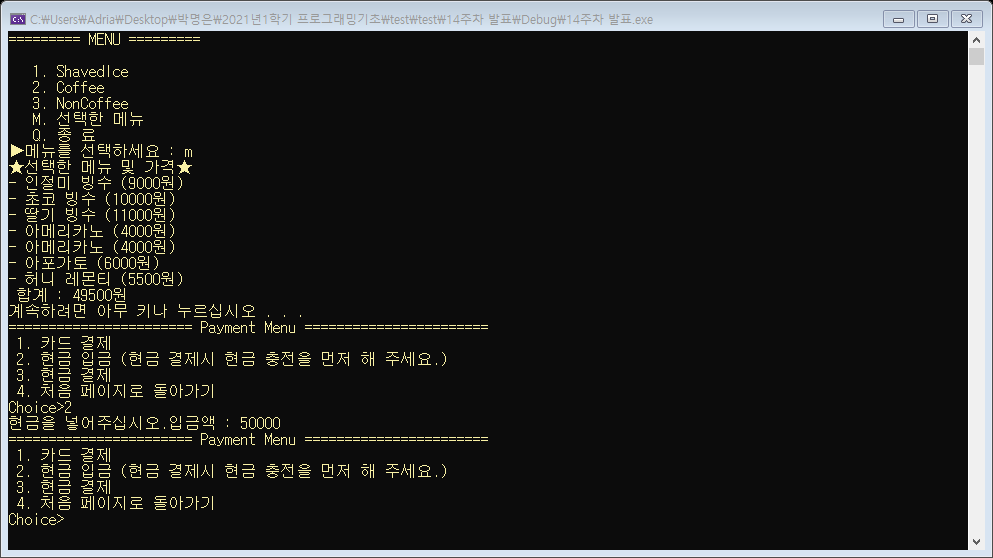 C:\Users\Adria\Desktop\박명은\2021년1학기 프로그래밍기초\test\test\14주차 발표\Debug\14주차 발표.exe
========= MENU =========
1. ShavedIce
2. Coffee
3. NonCoffee
M. 선택한 메뉴
Q. 종 료
▶메뉴를 선택하세요 : m
★선택한 메뉴 및 가격★
- 인절미 빙수 (9000원)
- 초코 빙수 (10000원)
- 딸기 빙수 (11000원)
- 아메리카노 (4000원)
- 아메리카노 (4000원)
- 아포가토 (6000원)
- 허니 레몬티 (5500원)
합계 : 49500원
계속하려면 아무 키나 누르십시오 . . .
======================= Payment Menu =======================
1. 카드 결제
2. 현금 입금 (현금 결제시 현금 충전을 먼저 해 주세요.)
3. 현금 결제
4. 처음 페이지로 돌아가기
Choice>2
현금을 넣어주십시오.입금액 : 50000
======================= Payment Menu =======================
1. 카드 결제
2. 현금 입금 (현금 결제시 현금 충전을 먼저 해 주세요.)
3. 현금 결제
4. 처음 페이지로 돌아가기
Choice>